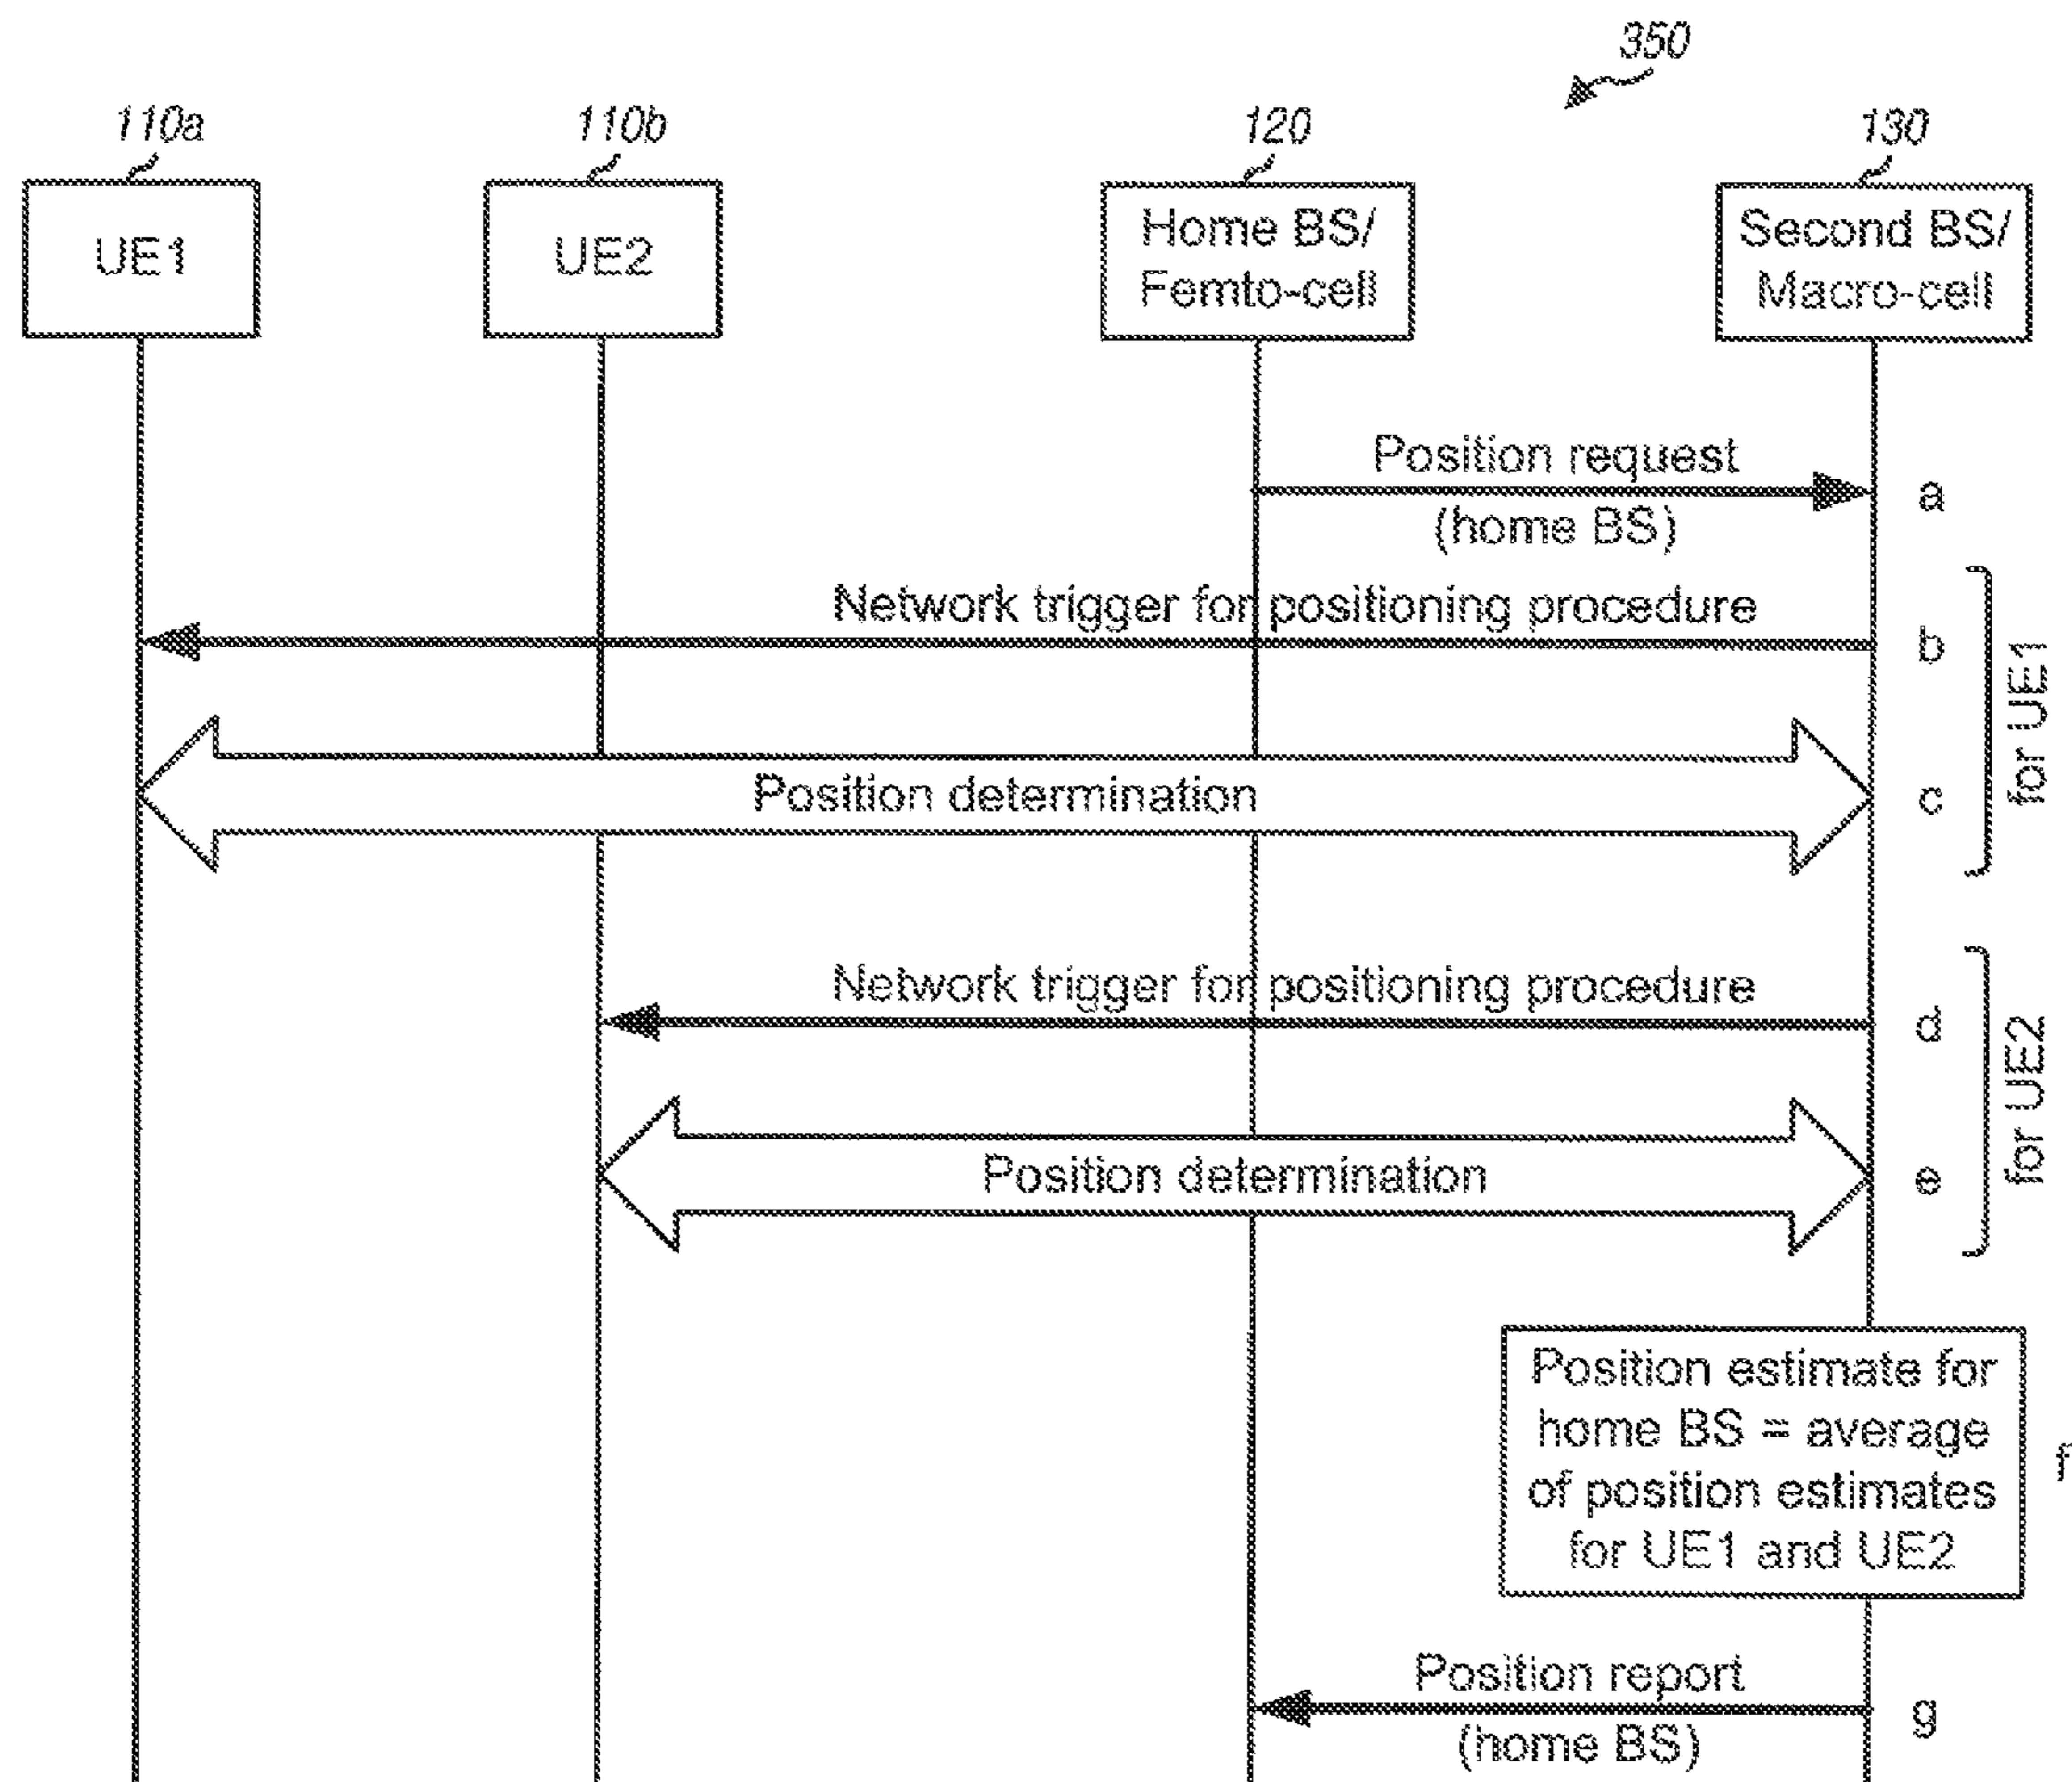 350
110a
110b
120
130
UE1
UE2
Home BS/
Femto-cell
Second BS/
Macro-cell
Position request
(home BS)
a
Network trigger for positioning procedure
b
Position determination
c
for UE1
Network trigger for positioning procedure
d
Position determination
e
for UE2
Position estimate for
home BS = average
of position estimates
for UE1 and UE2
f
Position report
(home BS)
g